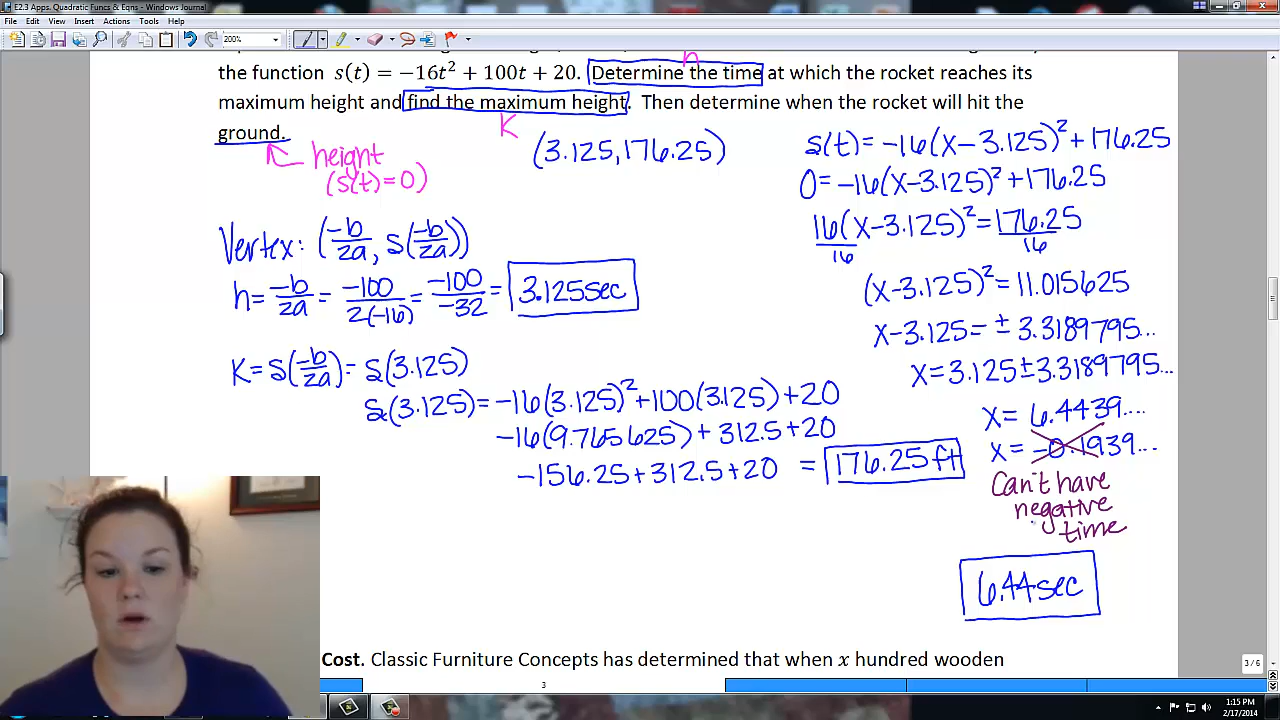 E2.3 Apps. Quadratic Funcs & Eqns - Windows Journal
File Edit View Insert Actions Tools Help
200%
h
the function s(t) = −16t² + 100t + 20. Determine the time at which the rocket reaches its
maximum height and find the maximum height. Then determine when the rocket will hit the
ground.
K
height
(s(t)=0)
(3.125,176.25)
Vertex: (-b/2a, s(-b/2a))
h = -b/2a = -100/2(-16) = -100/-32 = 3.125sec
K = s(-b/2a) = s(3.125)
s(3.125) = -16(3.125)² + 100(3.125) + 20
-16(9.765625) + 312.5 + 20
-156.25 + 312.5 + 20 = 176.25 ft
s(t) = -16(x - 3.125)² + 176.25
0 = -16(x-3.125)² + 176.25
16(x-3.125)² = 176.25
16 16
(x-3.125)² = 11.015625
x-3.125 = ± 3.3189795...
x = 3.125 ± 3.3189795...
x = 6.4439....
x = -0.1939...
Can't have
negative
time
6.44sec
Cost. Classic Furniture Concepts has determined that when x hundred wooden
3
3/6
1:15 PM
2/17/2014